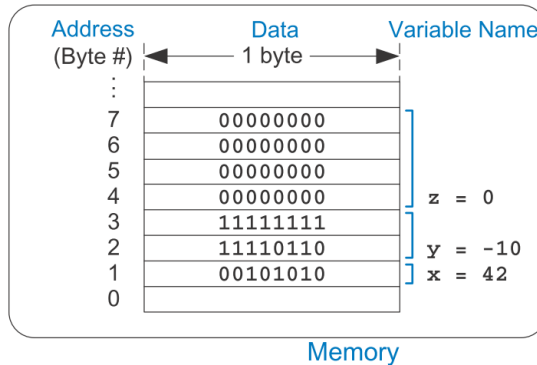 Address Data Variable Name
(Byte #) 1 byte
⋮
7 00000000
6 00000000
5 00000000
4 00000000 z = 0
3 11111111
2 11110110 y = -10
1 00101010 x = 42
0
Memory